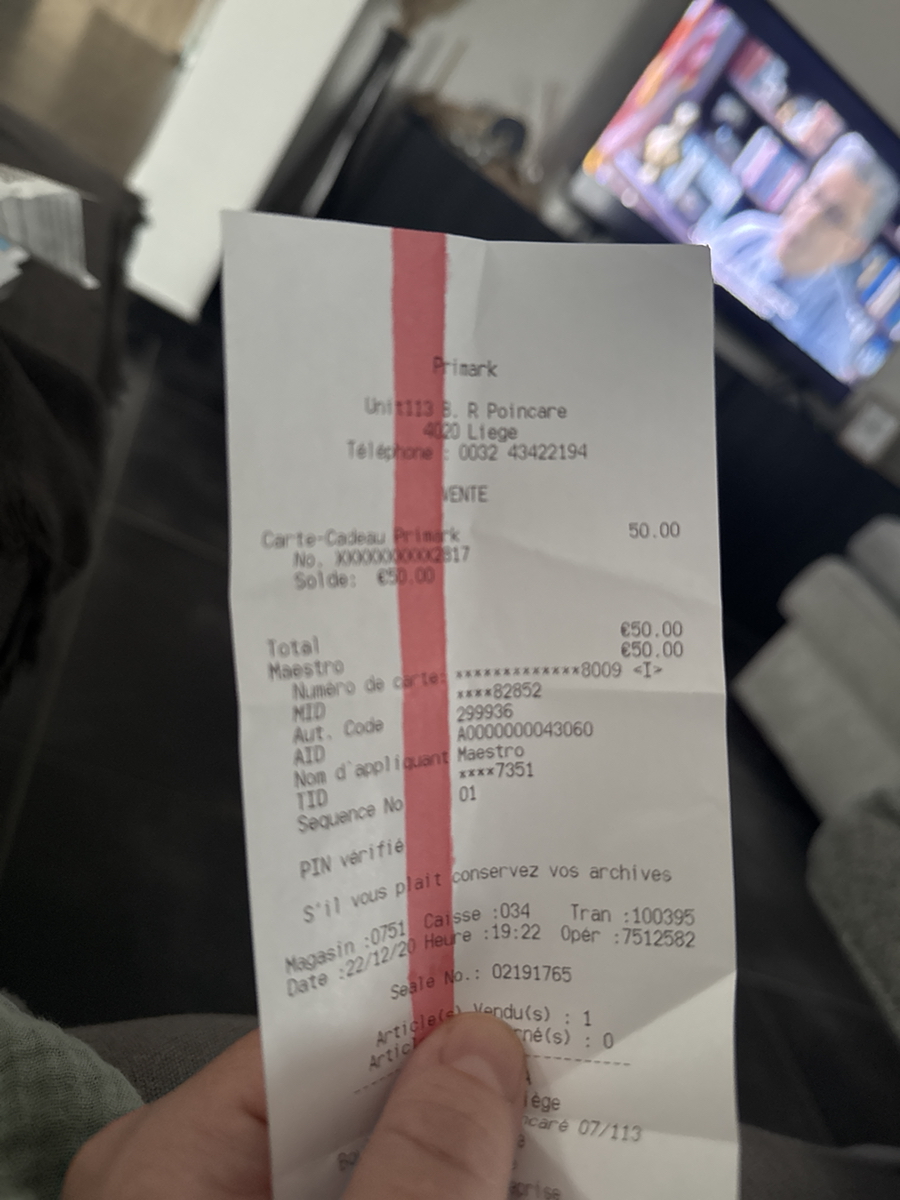 Primark
Unit113 B. R Poincare
4020 Liege
Téléphone : 0032 43422194
VENTE
Carte-Cadeau Primark 50.00
No. XXXXXXXXXXX2817
Solde: €50.00
Total €50.00
Maestro €50.00
Numéro de carte: *************8009 <I>
MID ****82852
Aut. Code 299936
AID A0000000043060
Nom d'appliquant Maestro
TID ****7351
Sequence No 01
PIN vérifié
S'il vous plait conservez vos archives
Magasin :0751 Caisse :034 Tran :100395
Date :22/12/20 Heure :19:22 Opér :7512582
Seale No.: 02191765
Article(s) Vendu(s) : 1
: 0
07/113